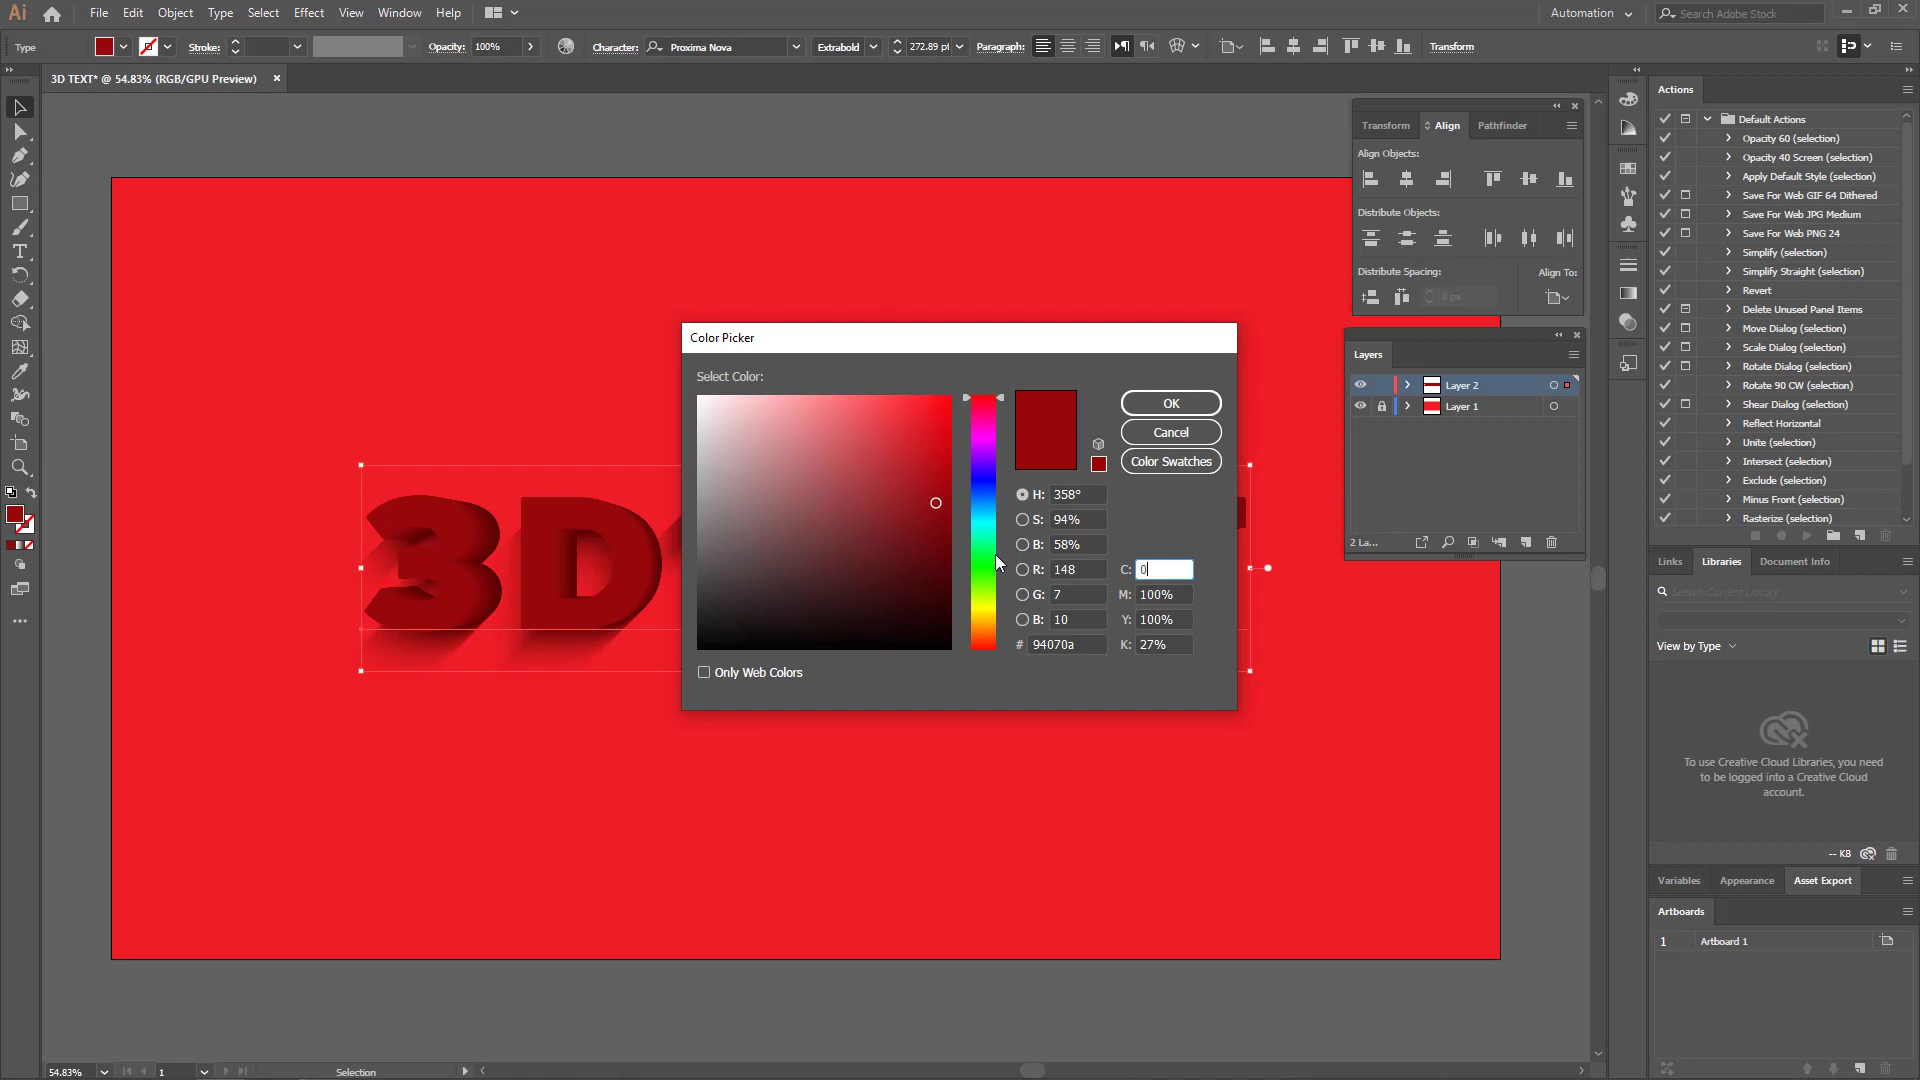 Ai File Edit Object Type Select Effect View Window Help Automation Search Adobe Stock
Type Stroke: Opacity: 100% Character: Proxima Nova Extrabold 272.89 pt Paragraph: Transform
3D TEXT* @ 54.83% (RGB/GPU Preview)
Transform Align Pathfinder
Align Objects:
Distribute Objects:
Distribute Spacing: Align To:
0 px
Layers
Layer 2
Layer 1
2 La...
Color Picker
Select Color:
OK
Cancel
Color Swatches
H: 358°
S: 94%
B: 58%
R: 148 C: 0
G: 7 M: 100%
B: 10 Y: 100%
# 94070a K: 27%
Only Web Colors
3D
Actions
Default Actions
Opacity 60 (selection)
Opacity 40 Screen (selection)
Apply Default Style (selection)
Save For Web GIF 64 Dithered
Save For Web JPG Medium
Save For Web PNG 24
Simplify (selection)
Simplify Straight (selection)
Revert
Delete Unused Panel Items
Move Dialog (selection)
Scale Dialog (selection)
Rotate Dialog (selection)
Rotate 90 CW (selection)
Shear Dialog (selection)
Reflect Horizontal
Unite (selection)
Intersect (selection)
Exclude (selection)
Minus Front (selection)
Rasterize (selection)
Links Libraries Document Info
Search Current Library
View by Type
To use Creative Cloud Libraries, you need
to be logged into a Creative Cloud
account.
-- KB
Variables Appearance Asset Export
Artboards
1 Artboard 1
54.83% 1 Selection